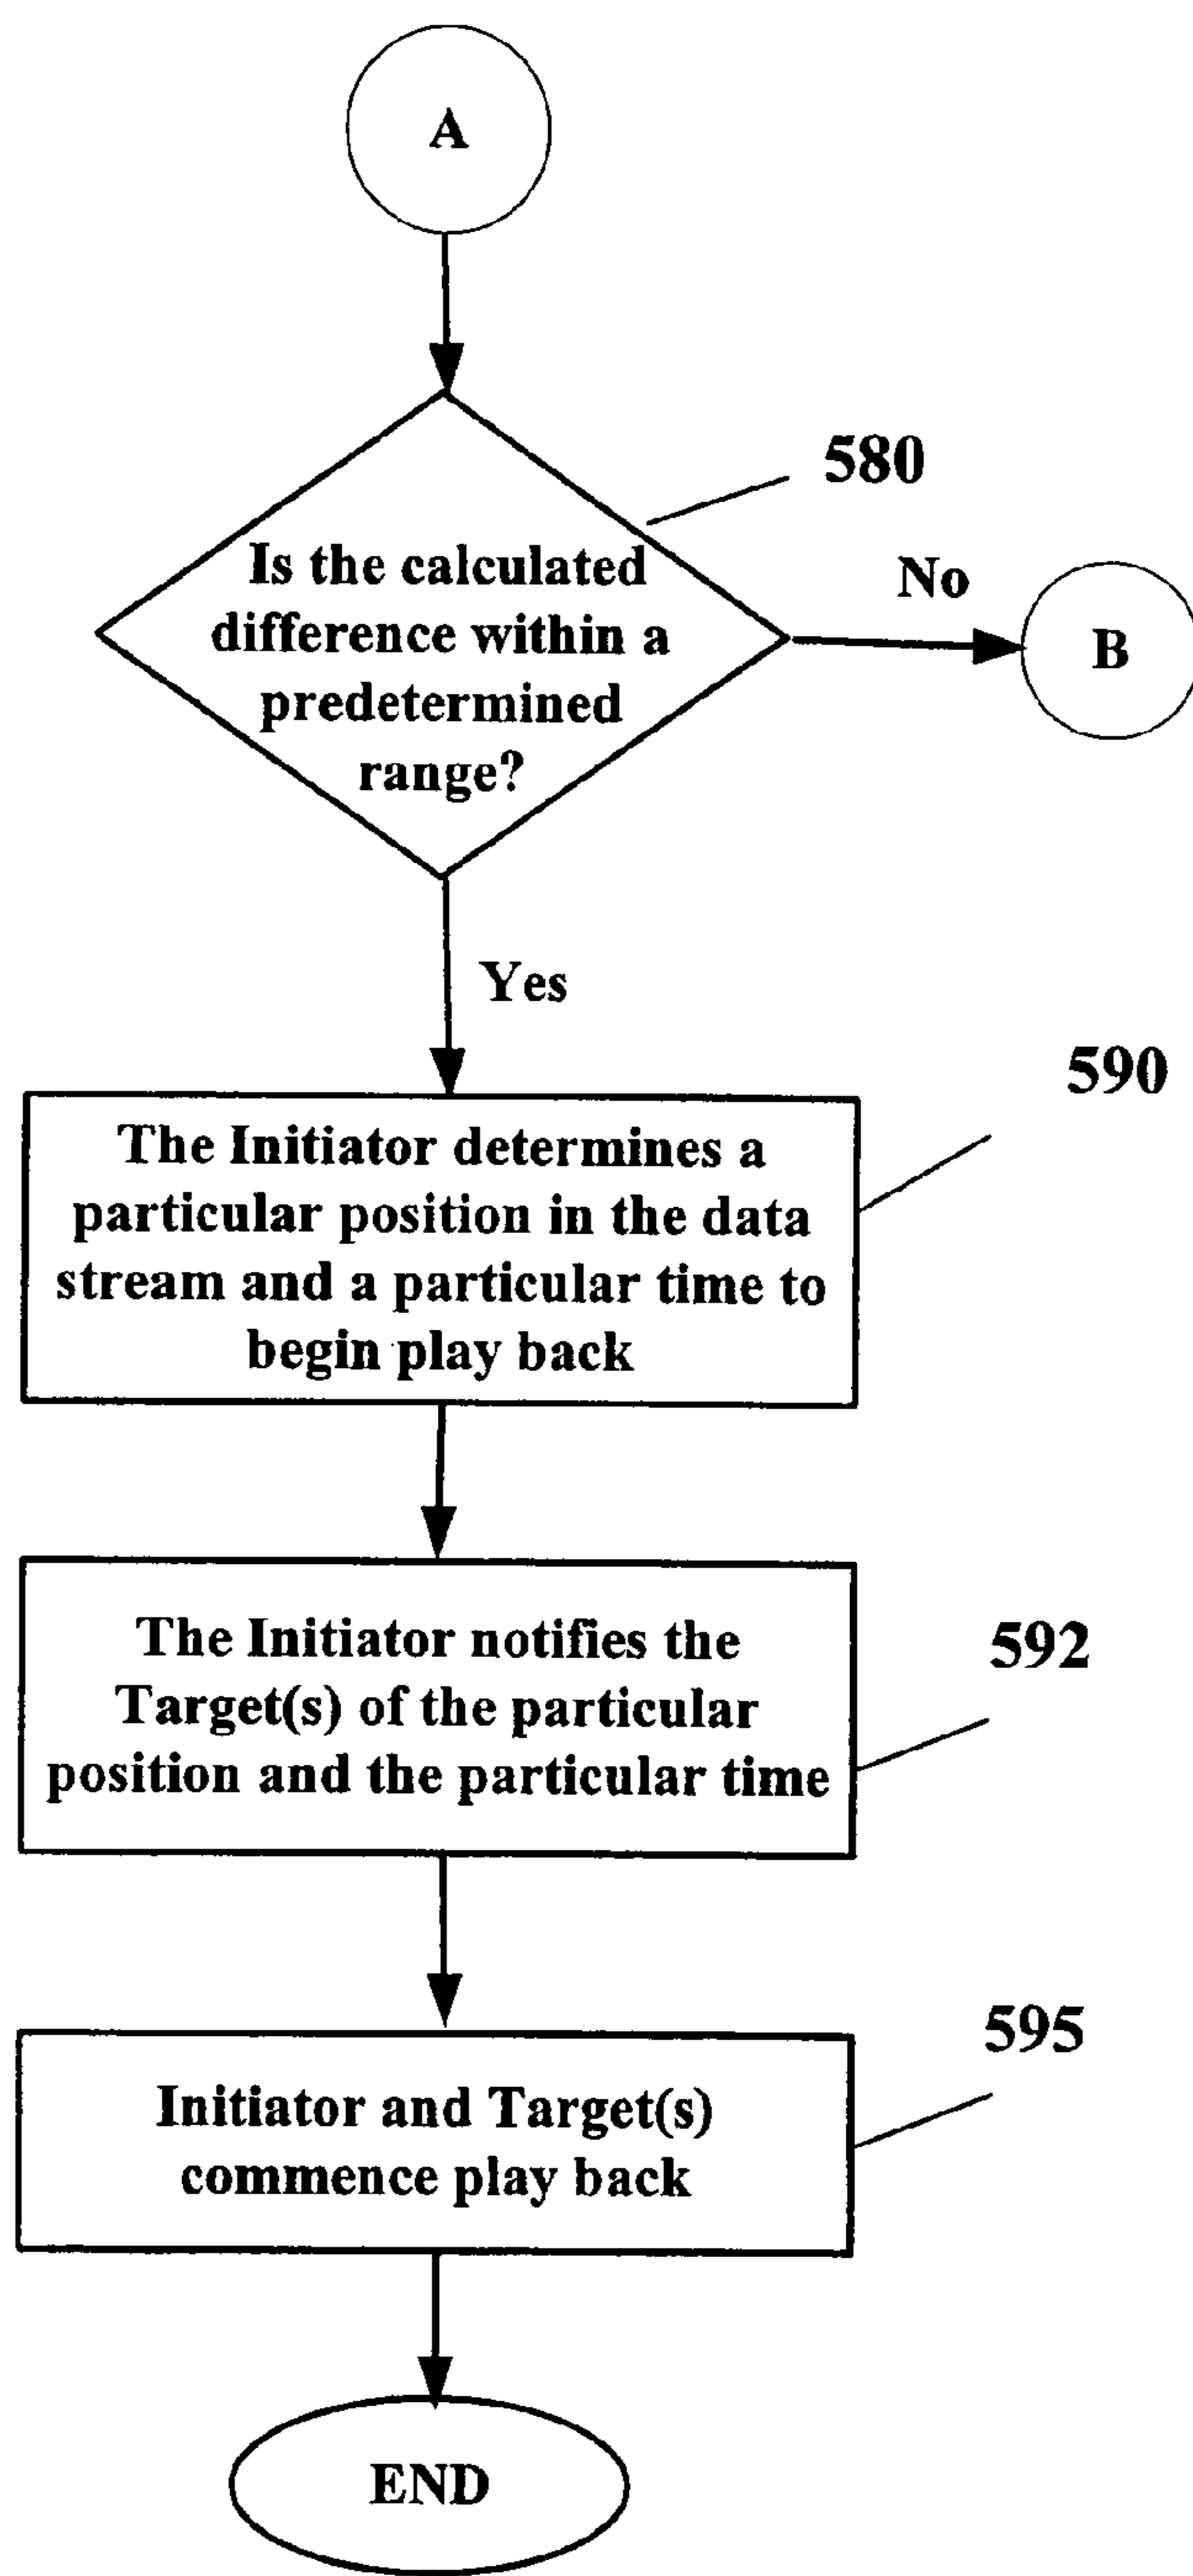 A
580
Is the calculated
difference within a
predetermined
range?
No
B
Yes
590
The Initiator determines a
particular position in the data
stream and a particular time to
begin play back
592
The Initiator notifies the
Target(s) of the particular
position and the particular time
595
Initiator and Target(s)
commence play back
END